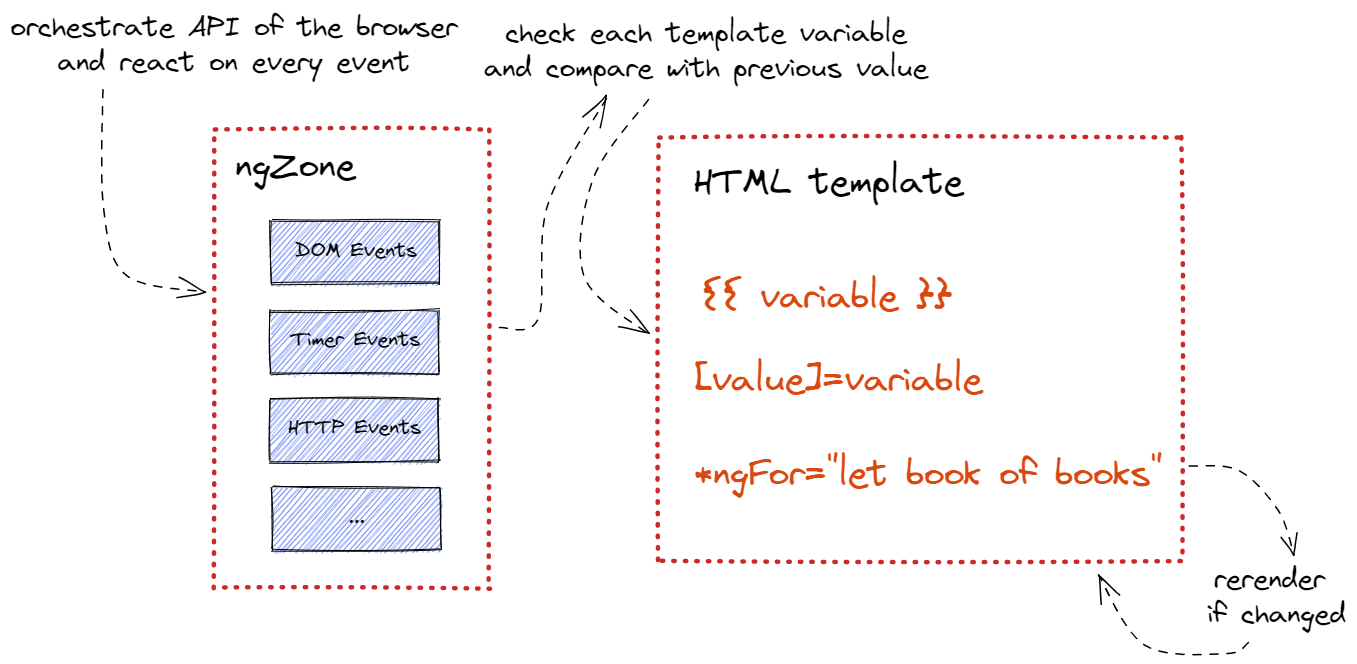 orchestrate API of the browser
and react on every event
check each template variable
and compare with previous value
ngZone
DOM Events
Timer Events
HTTP Events
...
HTML template
{{ variable }}
[value]=variable
*ngFor="let book of books"
rerender
if changed